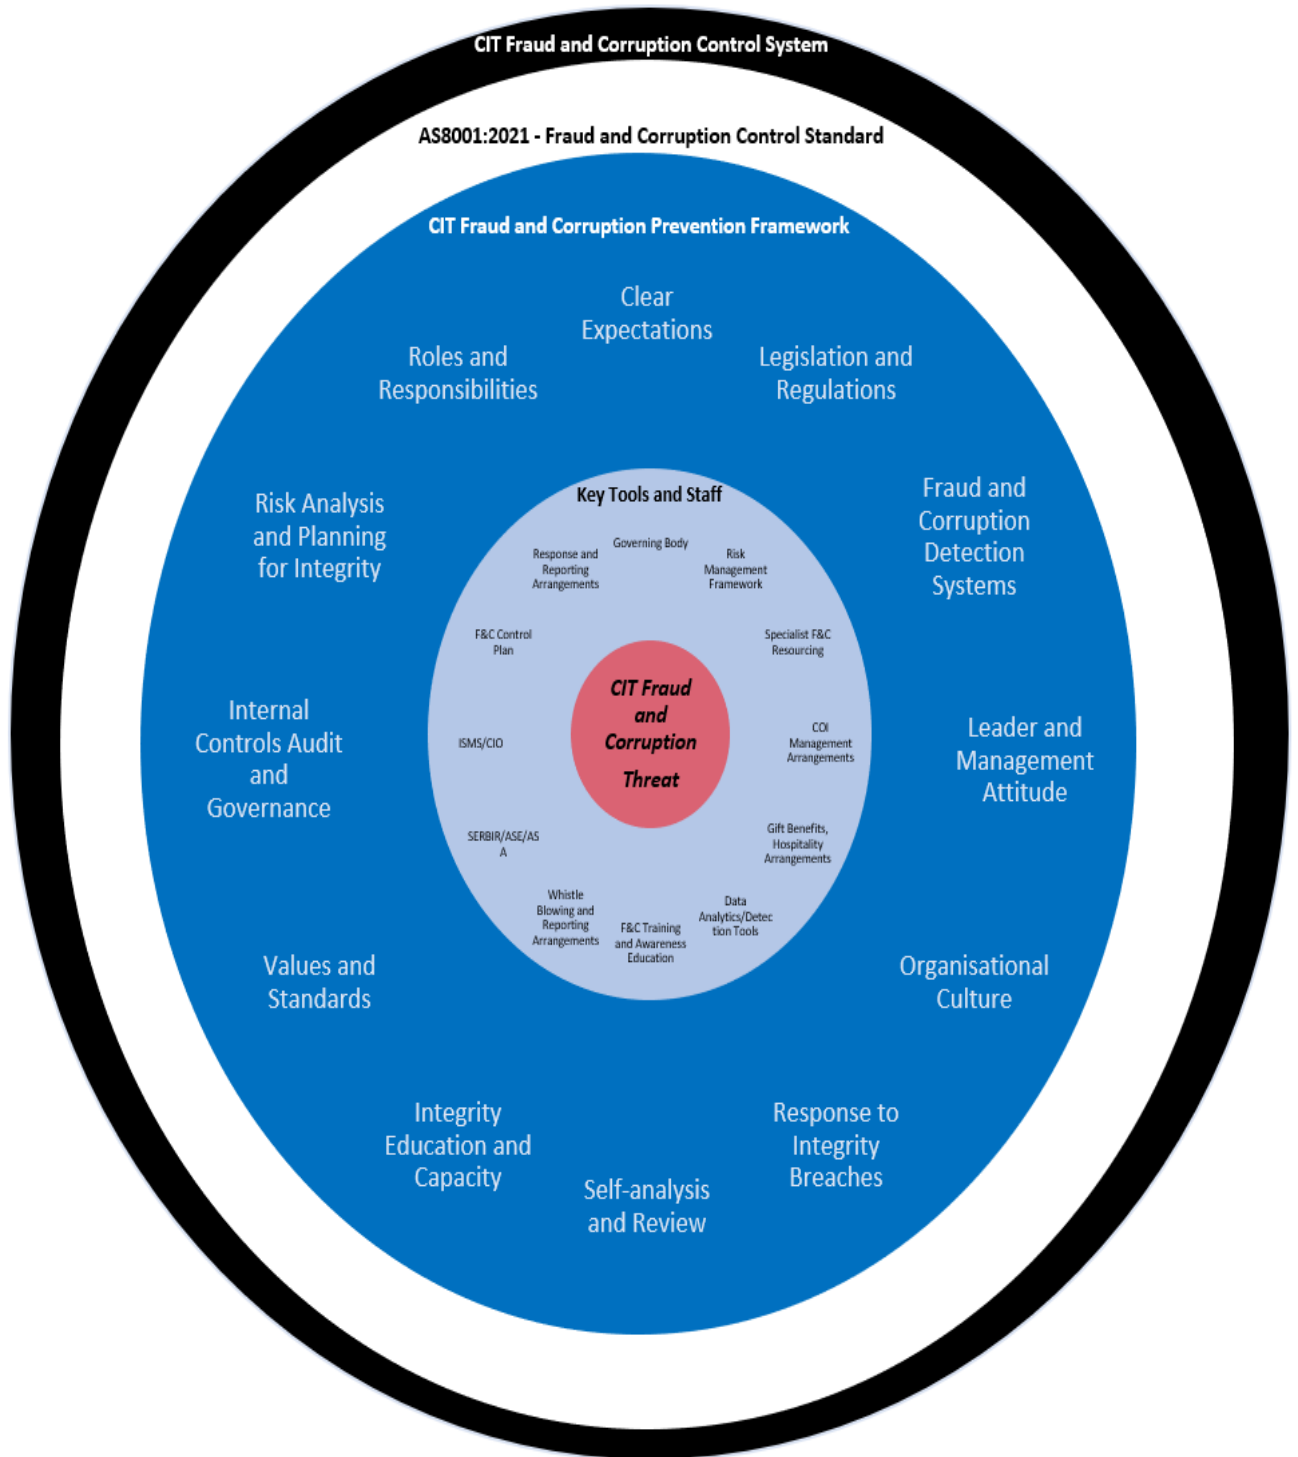 CIT Fraud and Corruption Control System
AS8001:2021 - Fraud and Corruption Control Standard
CIT Fraud and Corruption Prevention Framework
Clear
Expectations
Legislation and
Regulations
Fraud and
Corruption
Detection
Systems
Leader and
Management
Attitude
Organisational
Culture
Response to
Integrity
Breaches
Self-analysis
and Review
Integrity
Education and
Capacity
Values and
Standards
Internal
Controls Audit
and
Governance
Risk Analysis
and Planning
for Integrity
Roles and
Responsibilities
Key Tools and Staff
Governing Body
Risk
Management
Framework
Specialist F&C
Resourcing
COI
Management
Arrangements
Gift Benefits,
Hospitality
Arrangements
Data
Analytics/Detec
tion Tools
F&C Training
and Awareness
Education
Whistle
Blowing and
Reporting
Arrangements
SERBIR/ASE/AS
A
ISMS/CIO
F&C Control
Plan
Response and
Reporting
Arrangements
CIT Fraud
and
Corruption
Threat